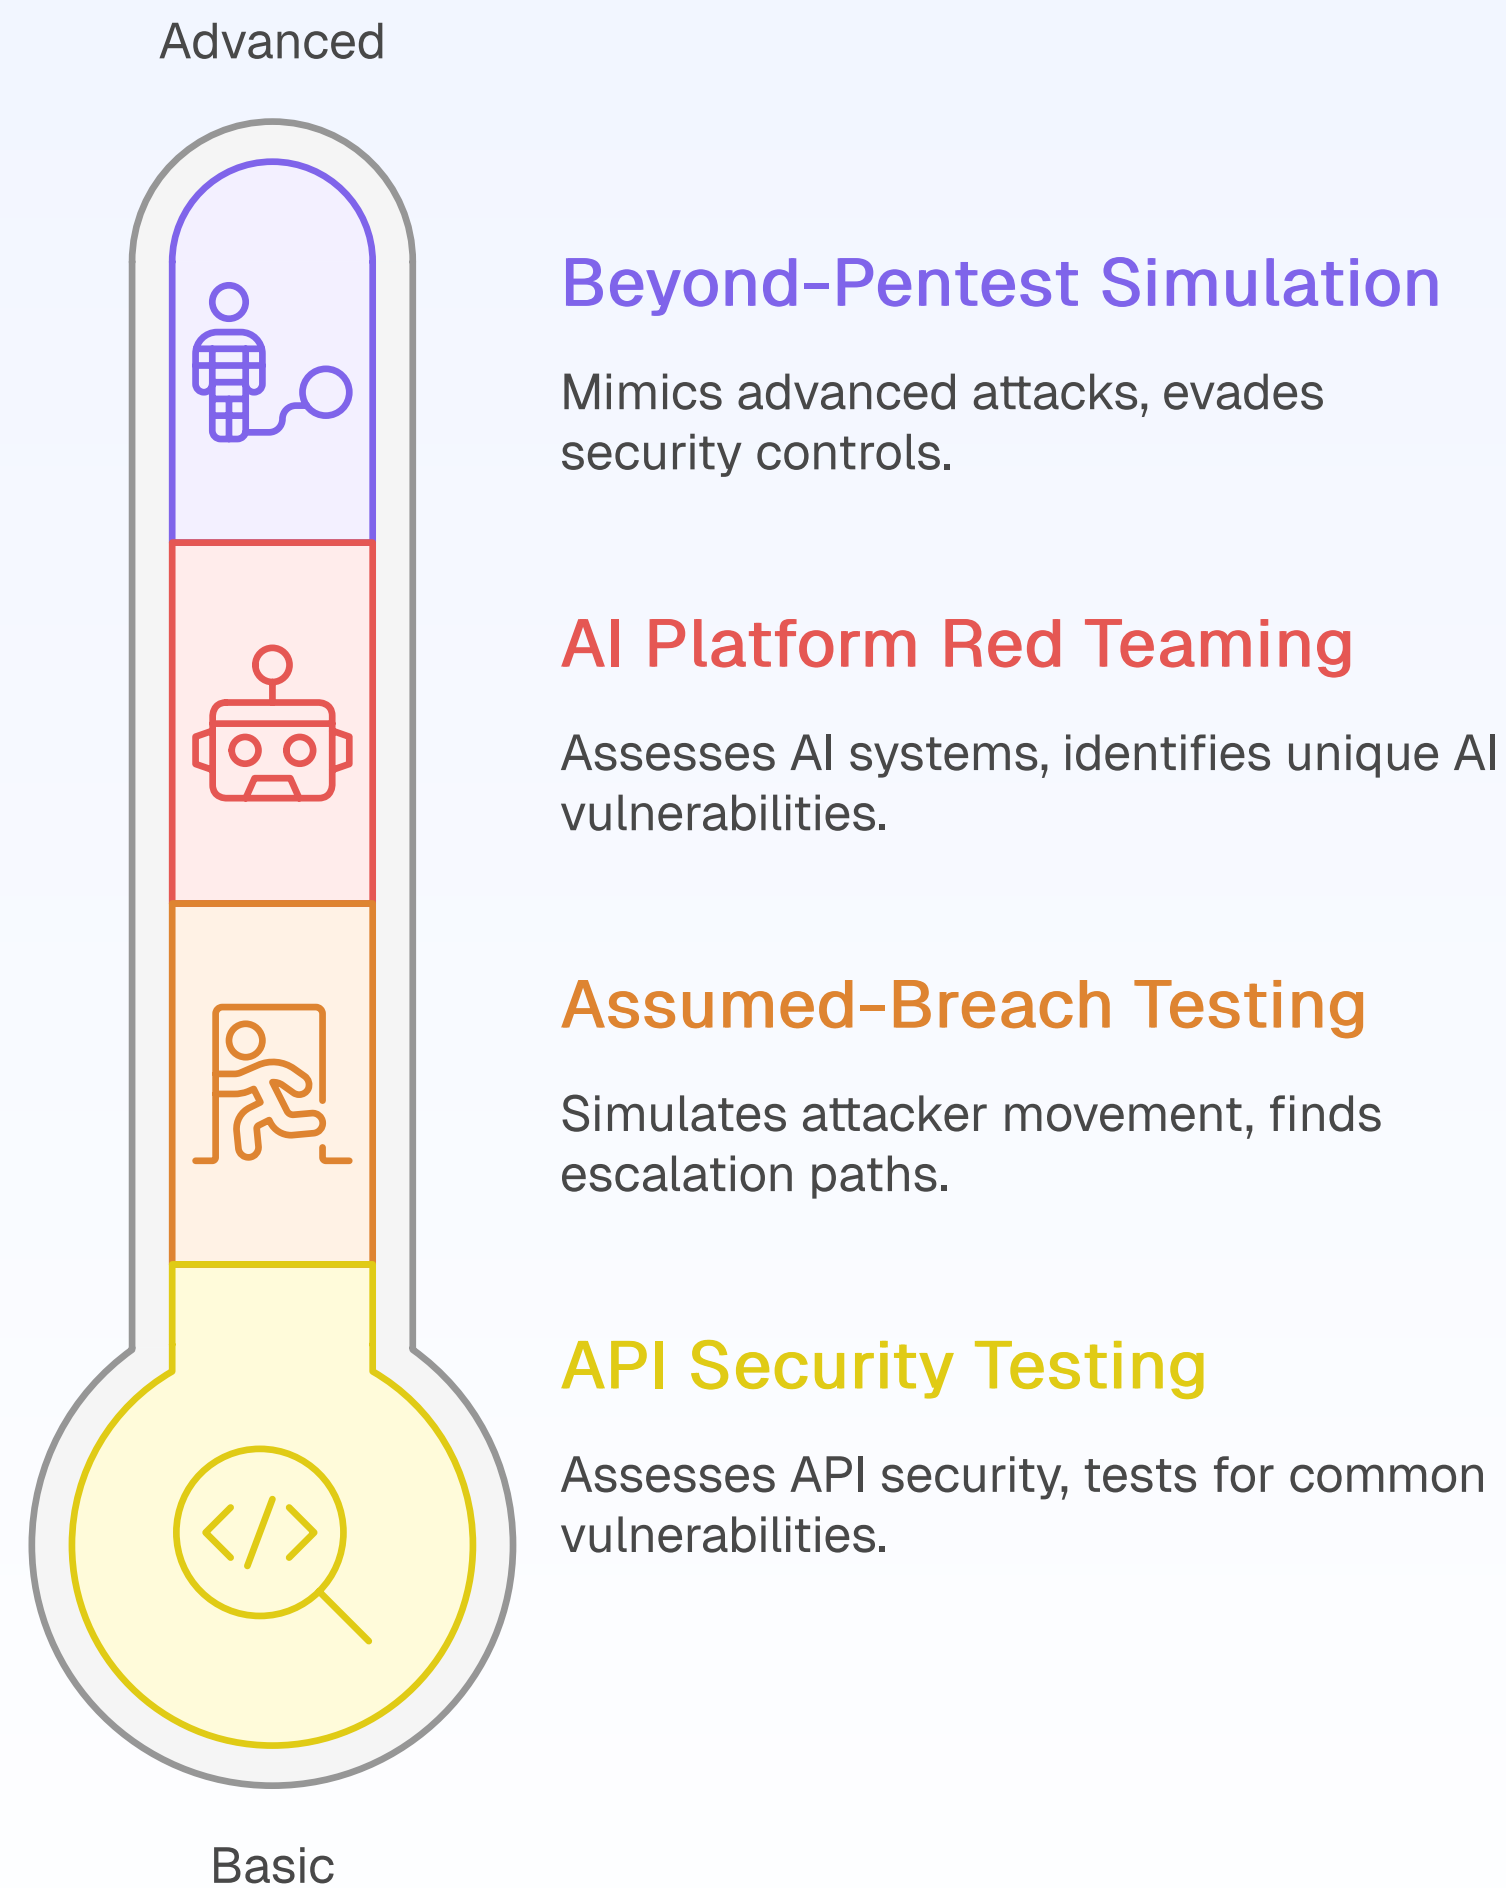 Advanced
Beyond-Pentest Simulation
Mimics advanced attacks, evades
security controls.
AI Platform Red Teaming
Assesses AI systems, identifies unique AI
vulnerabilities.
Assumed-Breach Testing
Simulates attacker movement, finds
escalation paths.
API Security Testing
Assesses API security, tests for common
vulnerabilities.
Basic